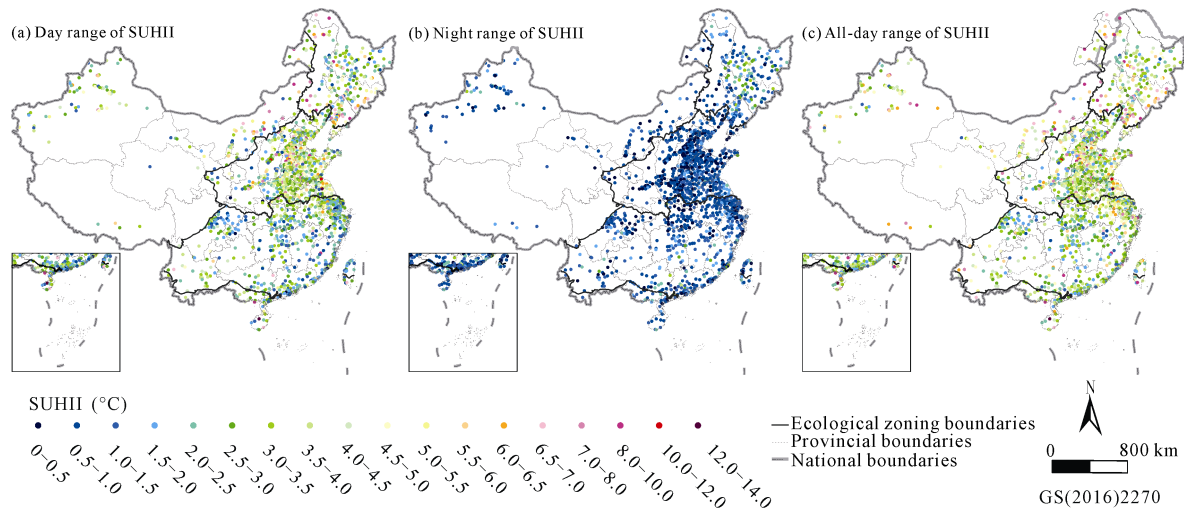 (a) Day range of SUHII
(b) Night range of SUHII
(c) All-day range of SUHII
SUHII (°C)
0–0.5
0.5–1.0
1.0–1.5
1.5–2.0
2.0–2.5
2.5–3.0
3.0–3.5
3.5–4.0
4.0–4.5
4.5–5.0
5.0–5.5
5.5–6.0
6.0–6.5
6.5–7.0
7.0–8.0
8.0–10.0
10.0–12.0
12.0–14.0
Ecological zoning boundaries
Provincial boundaries
National boundaries
N
0 800 km
GS(2016)2270